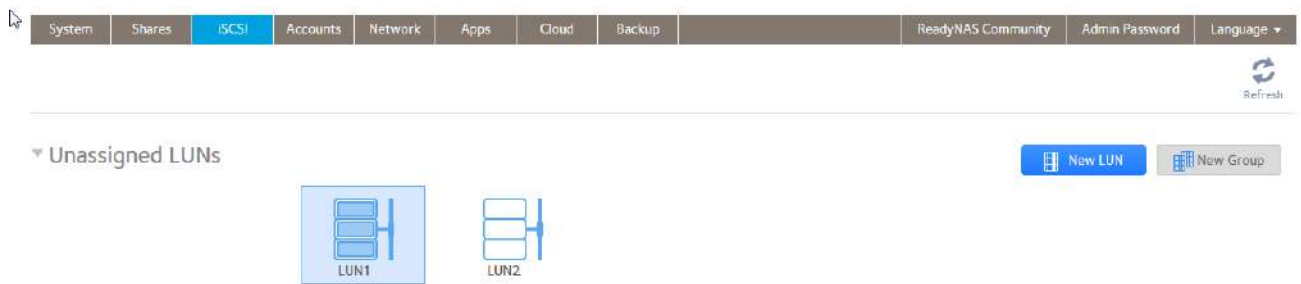 System Shares iSCSI Accounts Network Apps Cloud Backup ReadyNAS Community Admin Password Language
Refresh
Unassigned LUNs New LUN New Group
LUN1 LUN2